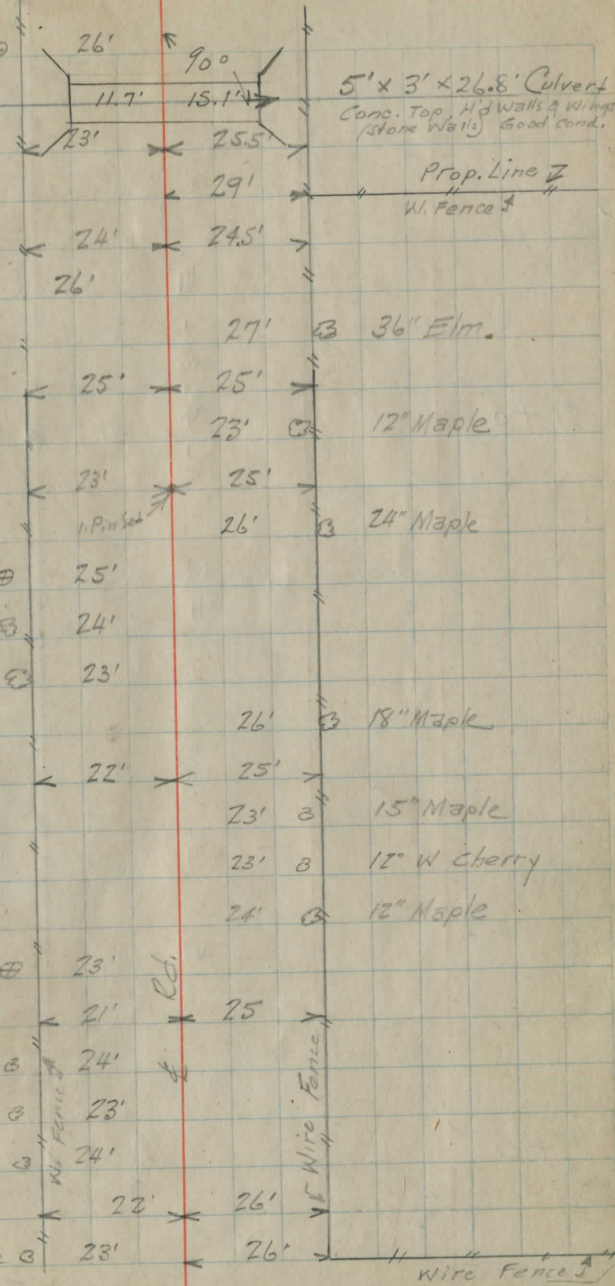 26' 90°
11.7' 15.1' 5' x 3' x 26.8' Culvert
Conc. Top, H'd Walls & Wings
(Stone Walls) Good Cond.
23' 25.5'
Prop. Line
29'
W. Fence
24' 24.5'
26'
27' 36" Elm.
25' 25'
23' 12" Maple
23' 25'
I. Pin Set 26' 24" Maple
25'
24'
23'
26' 18" Maple
22' 25'
23' 15" Maple
23' 12" W Cherry
24' 12" Maple
23'
Rd.
21' 25
24' ℄
W. Fence
Wire Fence
23'
24'
22' 26'
23' 26'
Wire Fence